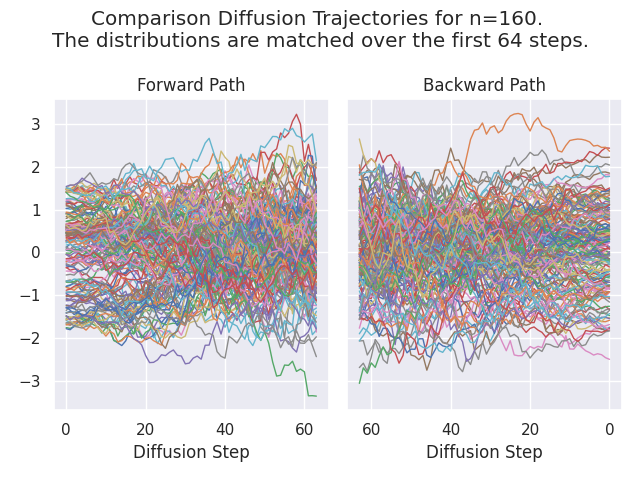 Comparison Diffusion Trajectories for n=160.
The distributions are matched over the first 64 steps.
Forward Path
Backward Path
3
2
1
0
−1
−2
−3
0 20 40 60
60 40 20 0
Diffusion Step
Diffusion Step